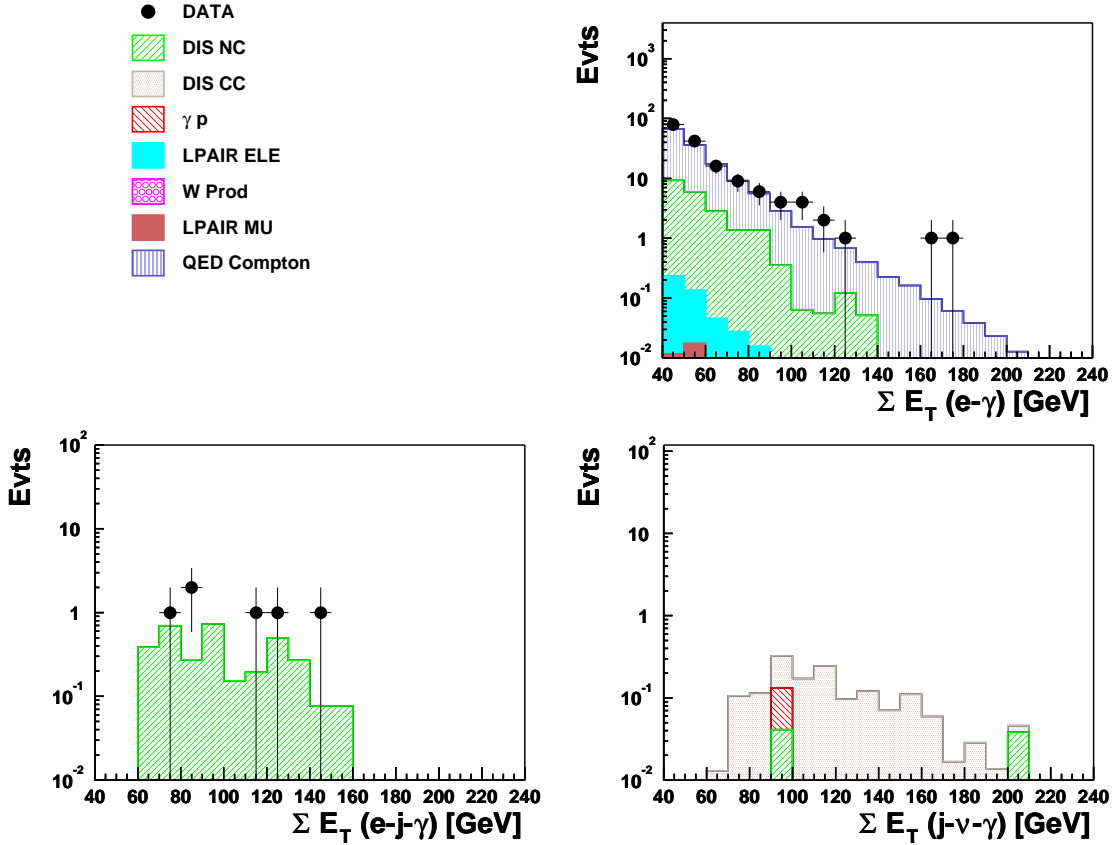 DATA
DIS NC
DIS CC
γ p
LPAIR ELE
W Prod
LPAIR MU
QED Compton
Evts
10³
10²
10
1
10⁻¹
10⁻²
40 60 80 100 120 140 160 180 200 220 240
Σ E_T (e-γ) [GeV]
Evts
10²
10
1
10⁻¹
10⁻²
40 60 80 100 120 140 160 180 200 220 240
Σ E_T (e-j-γ) [GeV]
Evts
10²
10
1
10⁻¹
10⁻²
40 60 80 100 120 140 160 180 200 220 240
Σ E_T (j-ν-γ) [GeV]